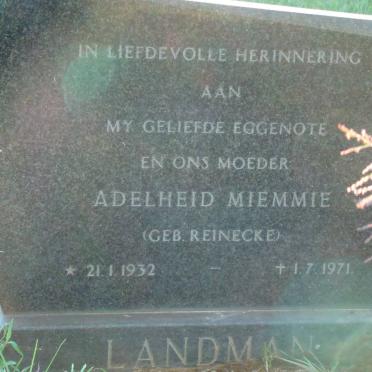 IN LIEFDEVOLLE HERINNERING
AAN
MY GELIEFDE EGGENOTE
EN ONS MOEDER
ADELHEID MIEMMIE
(GEB. REINECKE)
* 21.1.1932 – † 1.7.1971.
LANDMAN